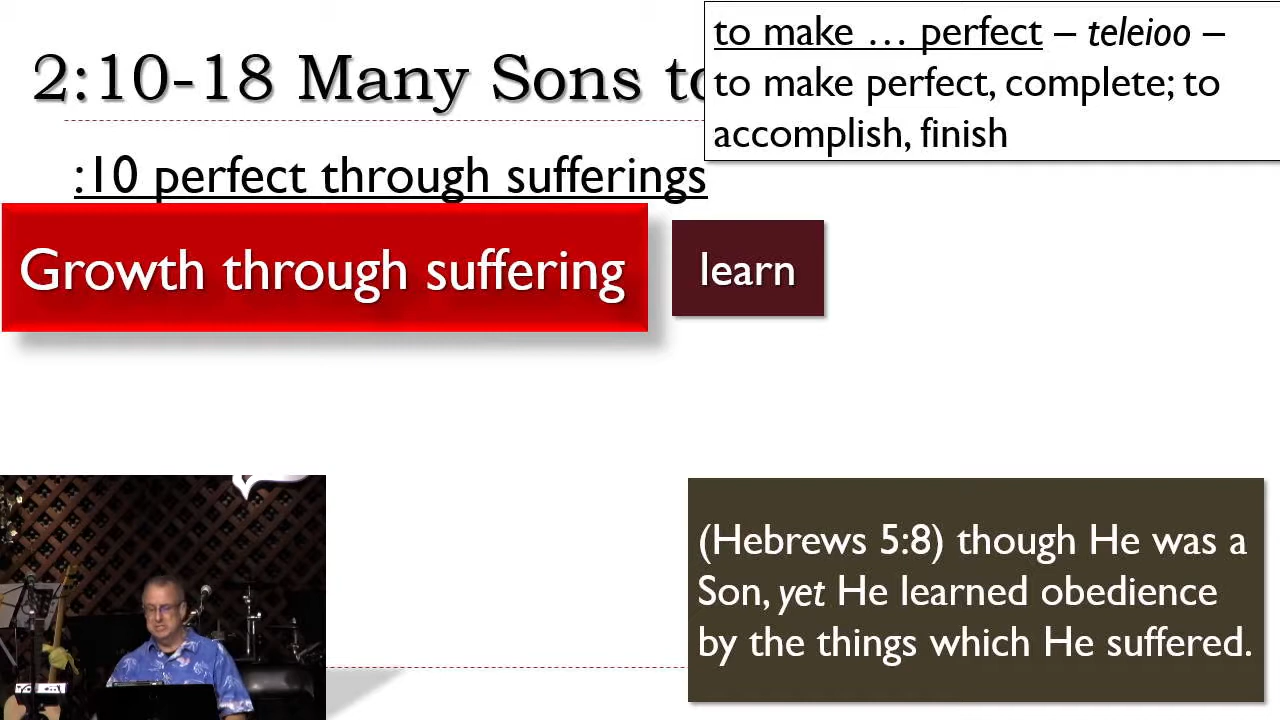 2:10-18 Many Sons to
to make … perfect – teleioo –
to make perfect, complete; to
accomplish, finish
:10 perfect through sufferings
Growth through suffering
learn
(Hebrews 5:8) though He was a
Son, yet He learned obedience
by the things which He suffered.